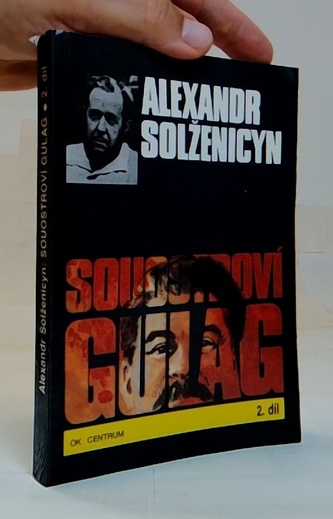 Alexandr Solženicyn: SOUOSTROVÍ GULAG • 2. díl
ALEXANDR
SOLŽENICYN
SOUOSTROVÍ
GULAG
2. díl
OK CENTRUM